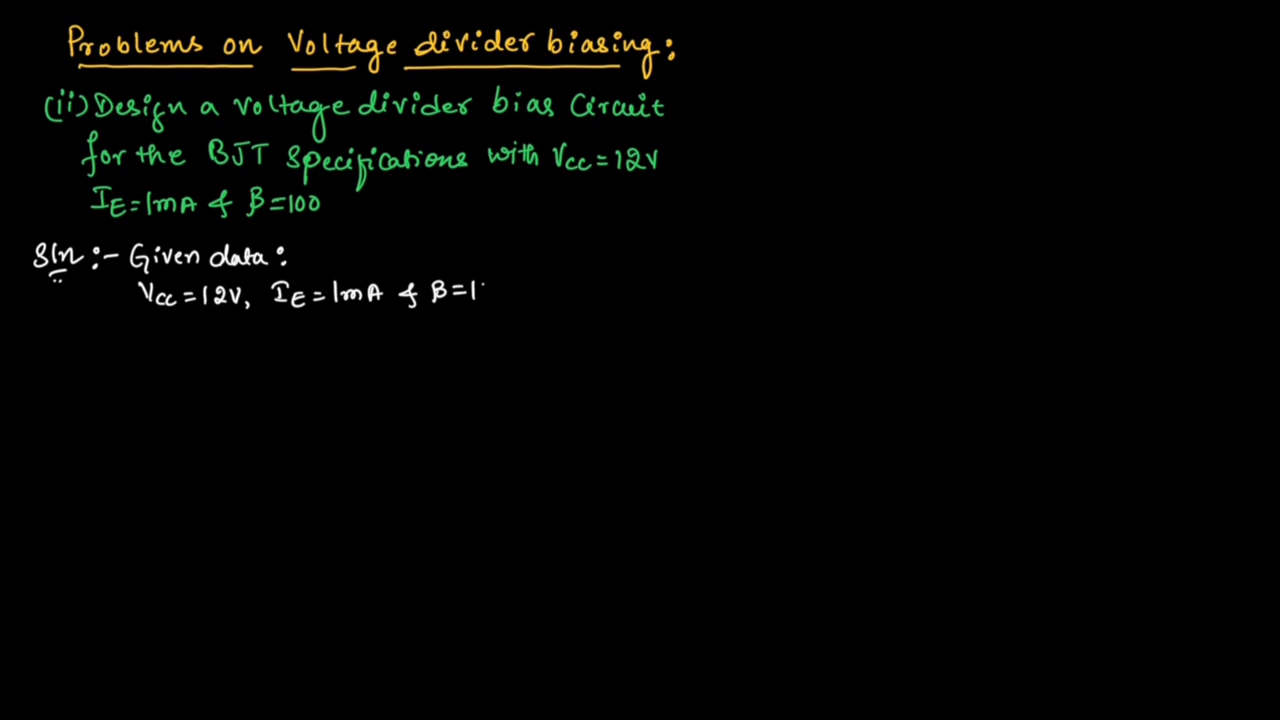 Problems on Voltage divider biasing:
(ii) Design a voltage divider bias Circuit
for the BJT specifications with Vcc=12V
IE=1mA & β=100
Sln :- Given data:
Vcc=12V, IE=1mA & β=1